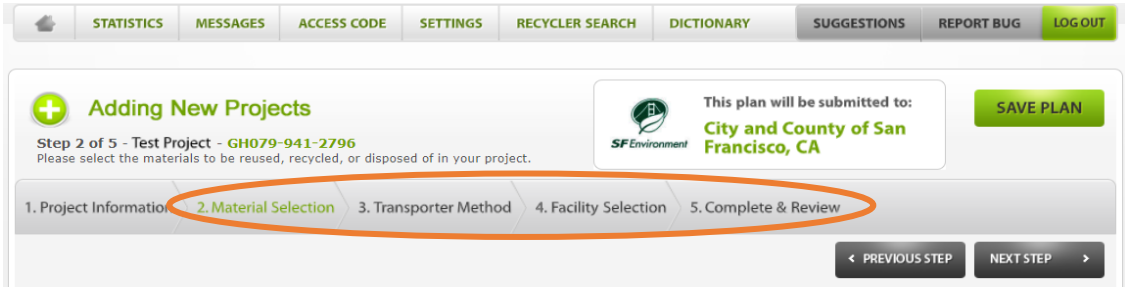 STATISTICS MESSAGES ACCESS CODE SETTINGS RECYCLER SEARCH DICTIONARY SUGGESTIONS REPORT BUG LOG OUT
Adding New Projects
Step 2 of 5 - Test Project - GH079-941-2796
Please select the materials to be reused, recycled, or disposed of in your project.
SF Environment
This plan will be submitted to:
City and County of San
Francisco, CA
SAVE PLAN
1. Project Information 2. Material Selection 3. Transporter Method 4. Facility Selection 5. Complete & Review
PREVIOUS STEP NEXT STEP